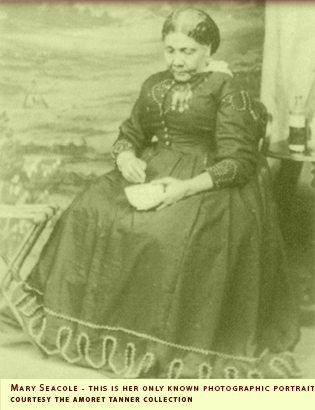 Mary Seacole - this is her only known photographic portrait
courtesy the amoret tanner collection